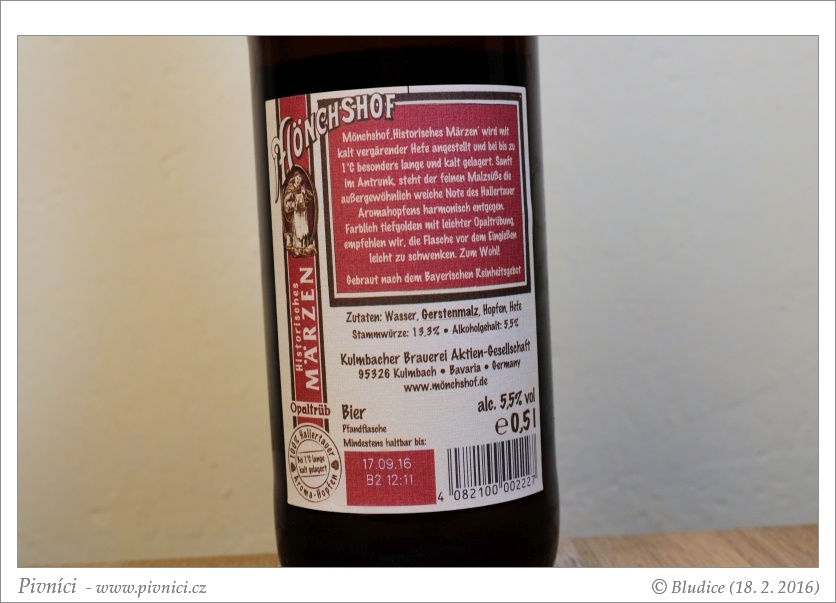 MÖNCHSHOF
Mönchshof 'Historisches Märzen' wird mit
kalt vergärender Hefe angestellt und bei bis zu
1°C besonders lange und kalt gelagert. Sanft
im Antrunk, steht der feinen Malzsüße die
außergewöhnlich weiche Note des Hallertauer
Aromahopfens harmonisch entgegen.
Farblich tiefgolden mit leichter Opaltrübung,
empfehlen wir, die Flasche vor dem Eingießen
leicht zu schwenken. Zum Wohl!
Gebraut nach dem Bayerischen Reinheitsgebot
Historisches
MÄRZEN
Opaltrüb
100% Hallertauer
Bei 1°C lange
kalt gelagert
Aroma-Hopfen
Zutaten: Wasser, Gerstenmalz, Hopfen, Hefe
Stammwürze: 13,3% • Alkoholgehalt: 5,5%
Kulmbacher Brauerei Aktien-Gesellschaft
95326 Kulmbach • Bavaria • Germany
www.mönchshof.de
alc. 5,5% vol
Bier
℮ 0,5 l
Pfandflasche
Mindestens haltbar bis:
17.09.16
B2 12:11
4 082100 002227
Pivníci - www.pivnici.cz
© Bludice (18. 2. 2016)